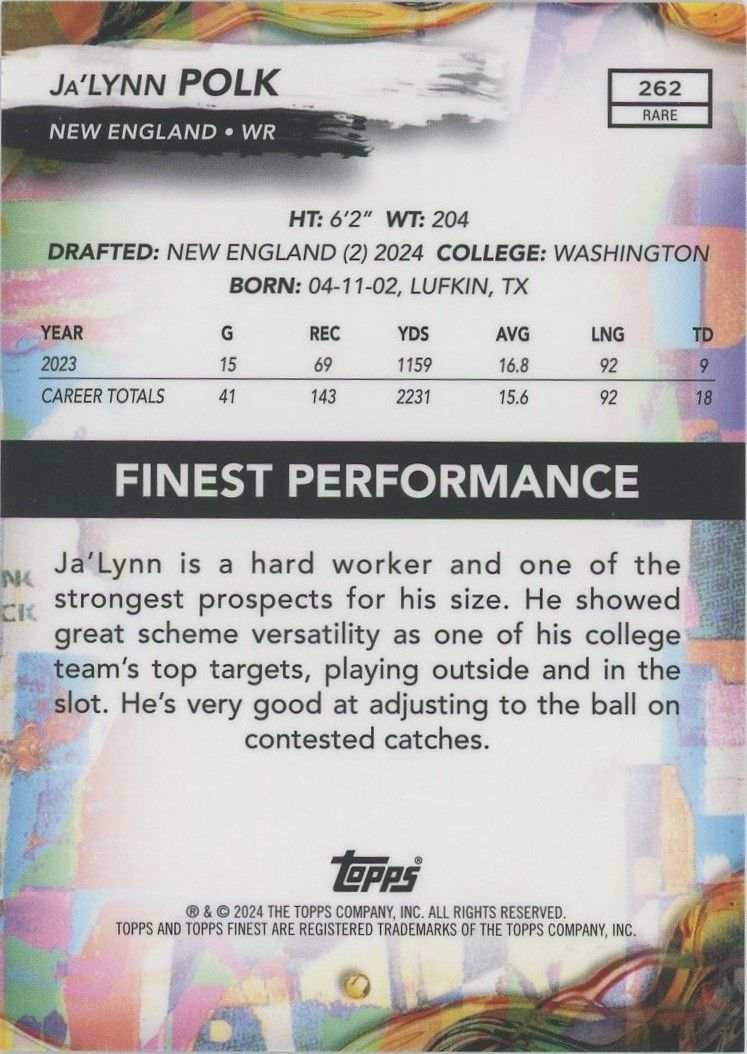 JA'LYNN POLK
NEW ENGLAND • WR
262
RARE
HT: 6'2" WT: 204
DRAFTED: NEW ENGLAND (2) 2024 COLLEGE: WASHINGTON
BORN: 04-11-02, LUFKIN, TX
YEAR G REC YDS AVG LNG TD
2023 15 69 1159 16.8 92 9
CAREER TOTALS 41 143 2231 15.6 92 18
FINEST PERFORMANCE
Ja'Lynn is a hard worker and one of the
strongest prospects for his size. He showed
great scheme versatility as one of his college
team's top targets, playing outside and in the
slot. He's very good at adjusting to the ball on
contested catches.
TOPPS®
® & © 2024 THE TOPPS COMPANY, INC. ALL RIGHTS RESERVED.
TOPPS AND TOPPS FINEST ARE REGISTERED TRADEMARKS OF THE TOPPS COMPANY, INC.